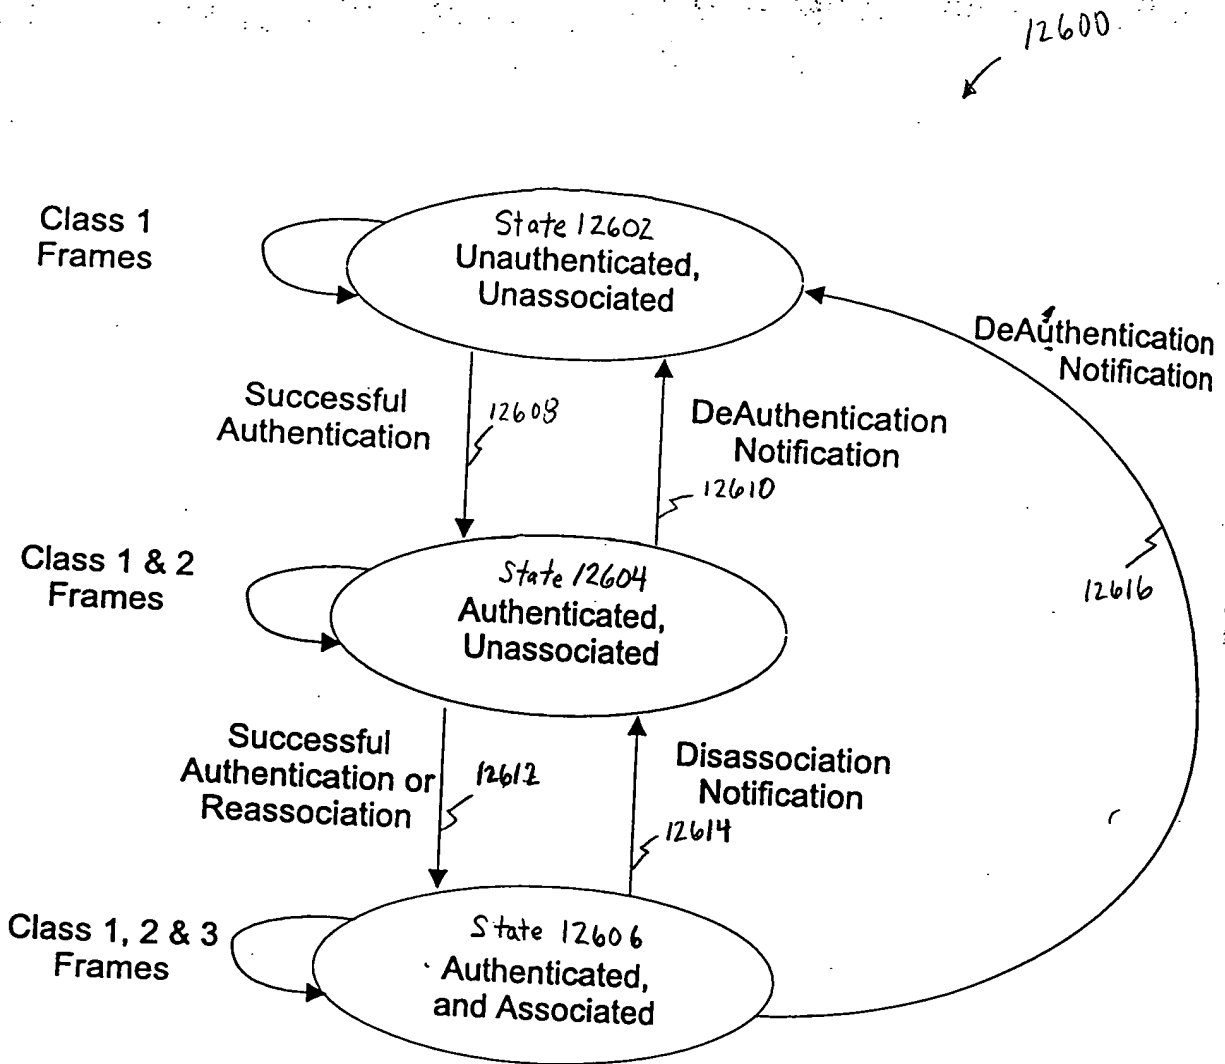 12600
Class 1
Frames
State 12602
Unauthenticated,
Unassociated
DeAuthentication
Notification
Successful
Authentication
12608
DeAuthentication
Notification
12610
Class 1 & 2
Frames
State 12604
Authenticated,
Unassociated
12616
Successful
Authentication or
Reassociation
12612
Disassociation
Notification
12614
Class 1, 2 & 3
Frames
State 12606
Authenticated,
and Associated